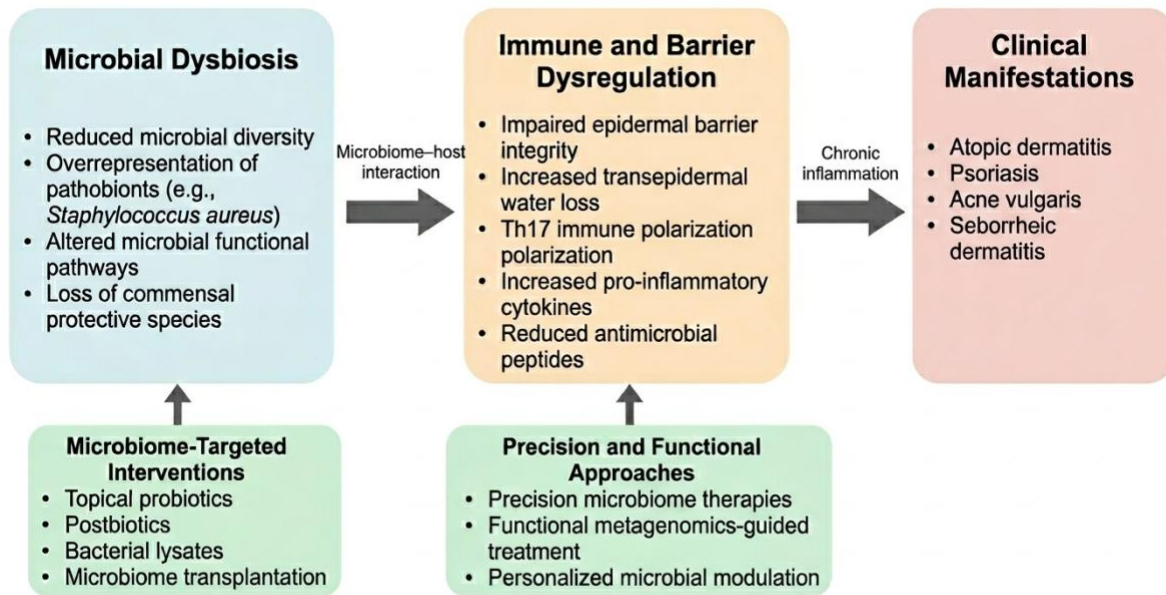 Microbial Dysbiosis
• Reduced microbial diversity
• Overrepresentation of
pathobionts (e.g.,
Staphylococcus aureus)
• Altered microbial functional
pathways
• Loss of commensal
protective species
Microbiome–host
interaction
Immune and Barrier
Dysregulation
• Impaired epidermal barrier
integrity
• Increased transepidermal
water loss
• Th17 immune polarization
polarization
• Increased pro-inflammatory
cytokines
• Reduced antimicrobial
peptides
Chronic
inflammation
Clinical
Manifestations
• Atopic dermatitis
• Psoriasis
• Acne vulgaris
• Seborrheic
dermatitis
Microbiome-Targeted
Interventions
• Topical probiotics
• Postbiotics
• Bacterial lysates
• Microbiome transplantation
Precision and Functional
Approaches
• Precision microbiome therapies
• Functional metagenomics-guided
treatment
• Personalized microbial modulation